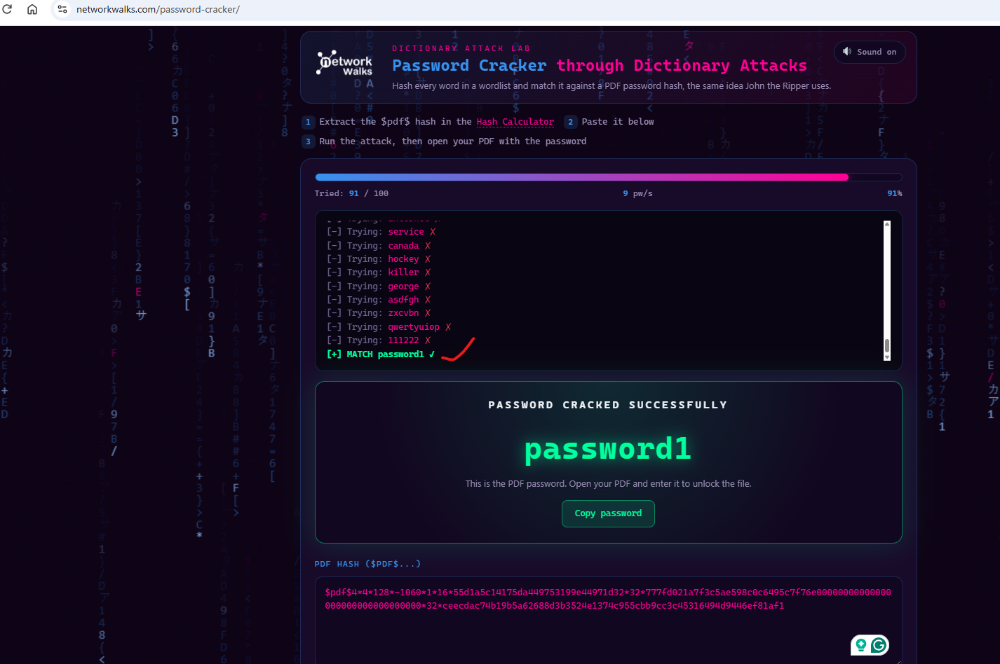 networkwalks.com/password-cracker/
network
Walks
DICTIONARY ATTACK LAB
Password Cracker through Dictionary Attacks
Hash every word in a wordlist and match it against a PDF password hash, the same idea John the Ripper uses.
Sound on
1 Extract the $pdf$ hash in the Hash Calculator 2 Paste it below
3 Run the attack, then open your PDF with the password
Tried: 91 / 100 9 pw/s 91%
[-] Trying: service ✗
[-] Trying: canada ✗
[-] Trying: hockey ✗
[-] Trying: killer ✗
[-] Trying: george ✗
[-] Trying: asdfgh ✗
[-] Trying: zxcvbn ✗
[-] Trying: qwertyuiop ✗
[-] Trying: 111222 ✗
[+] MATCH password1 ✓
PASSWORD CRACKED SUCCESSFULLY
password1
This is the PDF password. Open your PDF and enter it to unlock the file.
Copy password
PDF HASH ($PDF$...)
$pdf$4*4*128*-1060*1*16*55d1a5c14175da449753199e44971d32*32*777fd021a7f3c5ae598c0c6495c7f76e00000000000000
000000000000000000*32*ceecdac74b19b5a62688d3b3524e1374c955cbb9cc3c45316494d9446ef81af1